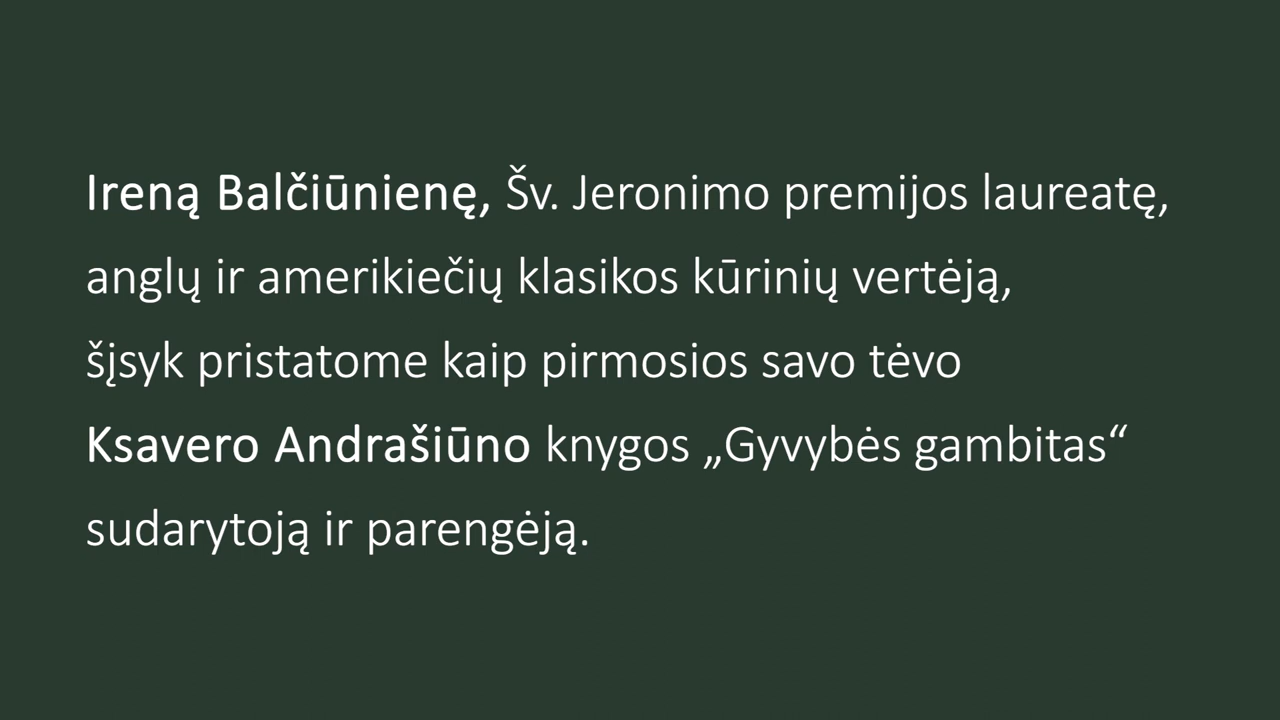 Ireną Balčiūnienę, Šv. Jeronimo premijos laureatę,
anglų ir amerikiečių klasikos kūrinių vertėją,
šįsyk pristatome kaip pirmosios savo tėvo
Ksavero Andrašiūno knygos „Gyvybės gambitas“
sudarytoją ir parengėją.